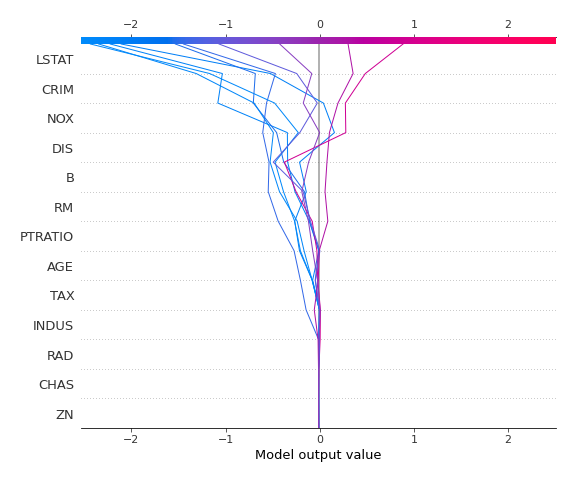 −2 −1 0 1 2
LSTAT
CRIM
NOX
DIS
B
RM
PTRATIO
AGE
TAX
INDUS
RAD
CHAS
ZN
−2 −1 0 1 2
Model output value